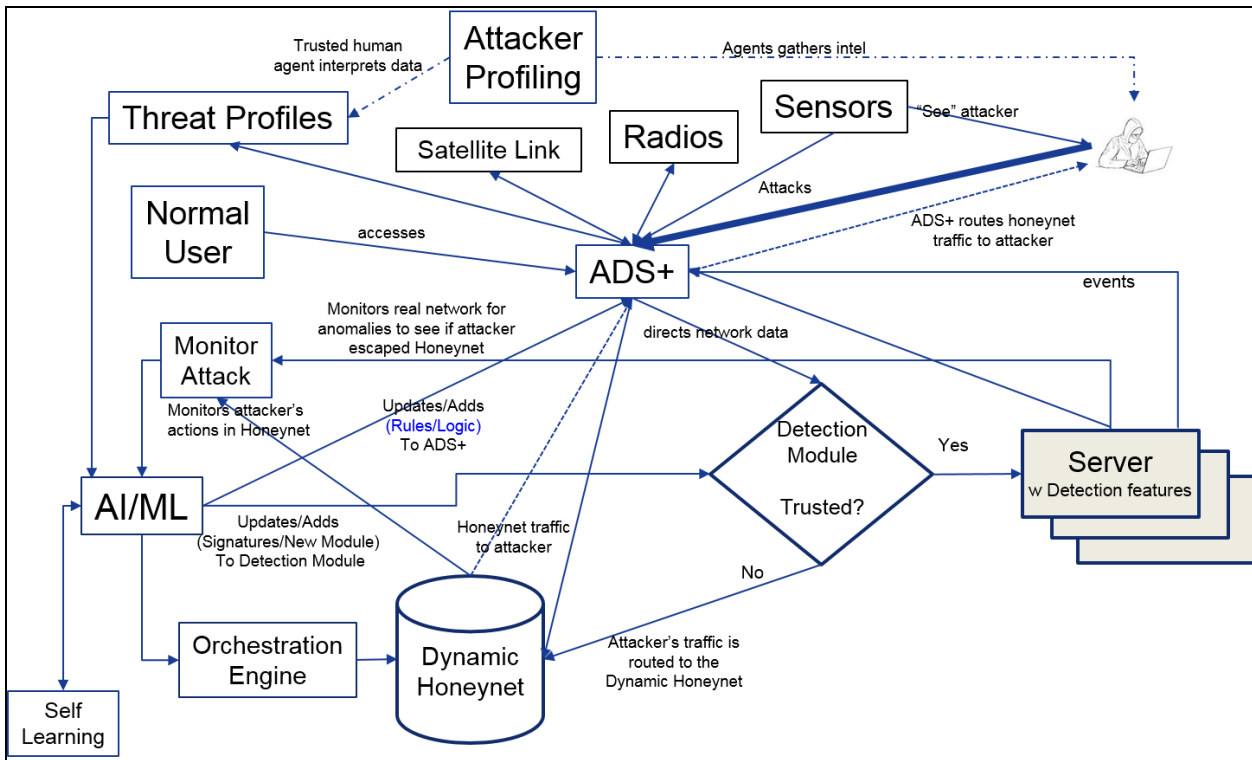 Attacker
Profiling
Trusted human
agent interprets data
Agents gathers intel
Threat Profiles
Satellite Link
Radios
Sensors
“See” attacker
Attacks
Normal
User
accesses
ADS+
ADS+ routes honeynet
traffic to attacker
events
Monitors real network for
anomalies to see if attacker
escaped Honeynet
directs network data
Monitor
Attack
Monitors attacker’s
actions in Honeynet
Updates/Adds
(Rules/Logic)
To ADS+
Detection
Module
Trusted?
Yes
Server
w Detection features
AI/ML
Updates/Adds
(Signatures/New Module)
To Detection Module
Honeynet traffic
to attacker
No
Orchestration
Engine
Dynamic
Honeynet
Attacker’s traffic is
routed to the
Dynamic Honeynet
Self
Learning